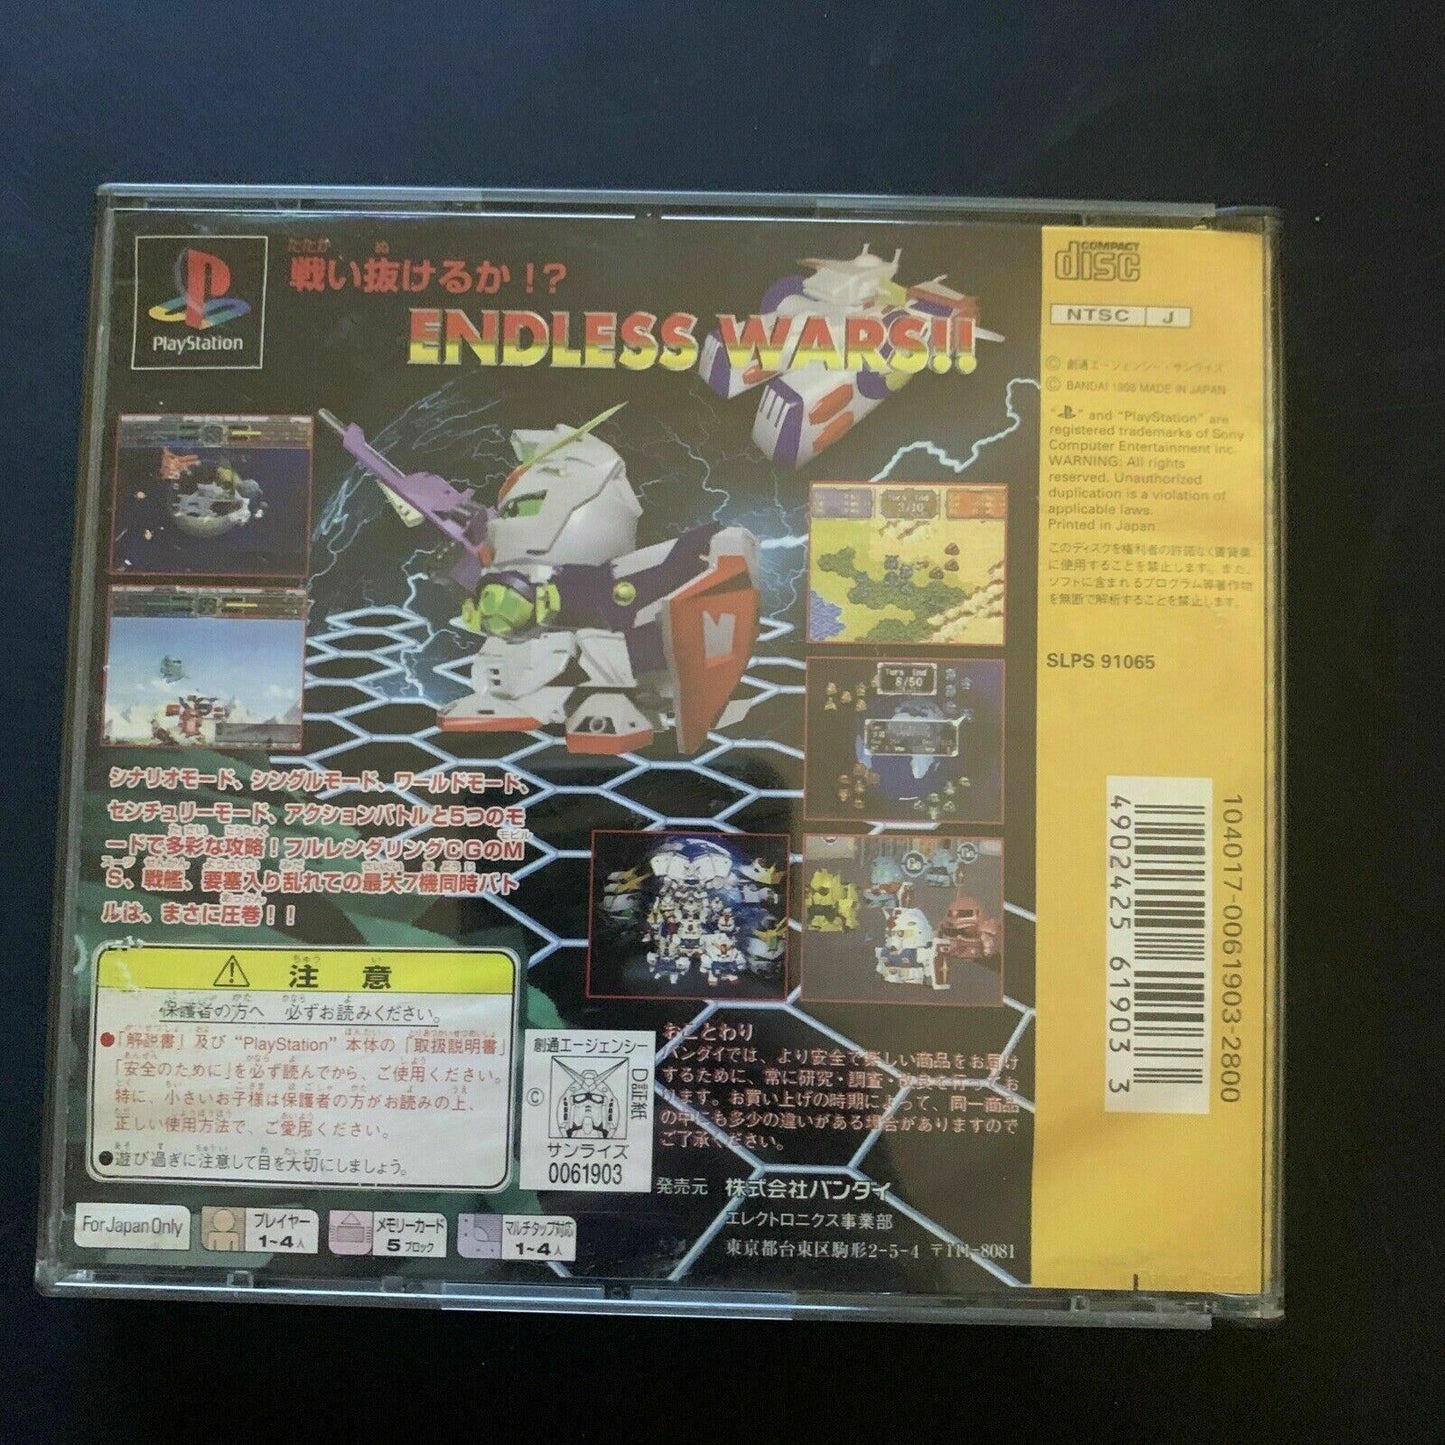 戦い抜けるか!?
ENDLESS WARS!!
PlayStation
シナリオモード、シングルモード、ワールドモード、
センチュリーモード、アクションバトルと5つのモ
ードで多彩な攻略!フルレンダリングCGのM
S、戦艦、要塞入り乱れての最大7機同時バト
ルは、まさに圧巻!!
注意
保護者の方へ 必ずお読みください。
●「解説書」及び“PlayStation”本体の「取扱説明書」
「安全のために」を必ず読んでから、ご使用ください。
特に、小さいお子様は保護者の方がお読みの上、
正しい使用方法で、ご愛用ください。
●遊び過ぎに注意して目を大切にしましょう。
創通エージェンシー
©
D証紙
サンライズ
0061903
For Japan Only
プレイヤー
1~4人
メモリーカード
5ブロック
マルチタップ対応
1~4人
おことわり
バンダイでは、より安全で楽しい商品をお届け
するために、常に研究・調査・改良を行ってお
ります。お買い上げの時期によって、同一商品
の中にも多少の違いがある場合がありますので
ご了承ください。
発売元 株式会社バンダイ
エレクトロニクス事業部
東京都台東区駒形2-5-4 〒111-8081
COMPACT
disc
NTSC J
© 創通エージェンシー・サンライズ
© BANDAI 1998 MADE IN JAPAN
" " and "PlayStation" are
registered trademarks of Sony
Computer Entertainment Inc.
WARNING: All rights
reserved. Unauthorized
duplication is a violation of
applicable laws.
Printed in Japan
このディスクを権利者の許諾なく賃貸業
に使用することを禁止します。また、
ソフトに含まれるプログラム等著作物
を無断で解析することを禁止します。
SLPS 91065
4902425 61903 3
104017-0061903-2800